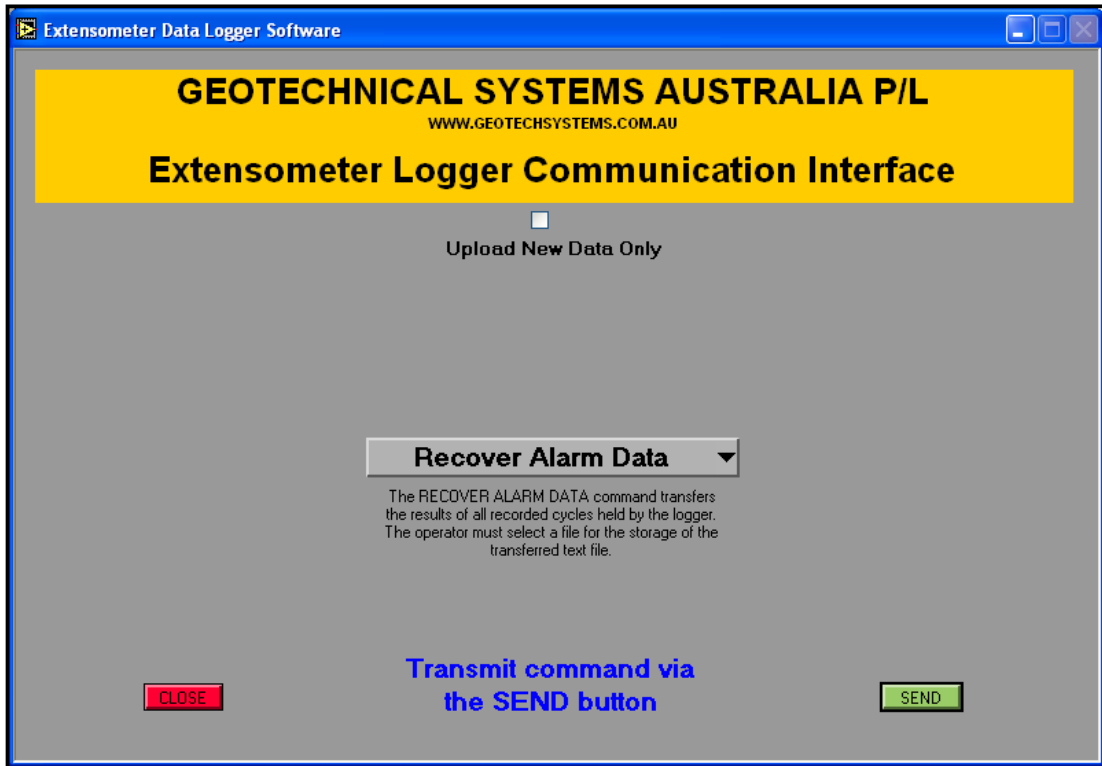 Extensometer Data Logger Software
GEOTECHNICAL SYSTEMS AUSTRALIA P/L
WWW.GEOTECHSYSTEMS.COM.AU
Extensometer Logger Communication Interface
Upload New Data Only
Recover Alarm Data
The RECOVER ALARM DATA command transfers
the results of all recorded cycles held by the logger.
The operator must select a file for the storage of the
transferred text file.
Transmit command via
the SEND button
CLOSE
SEND